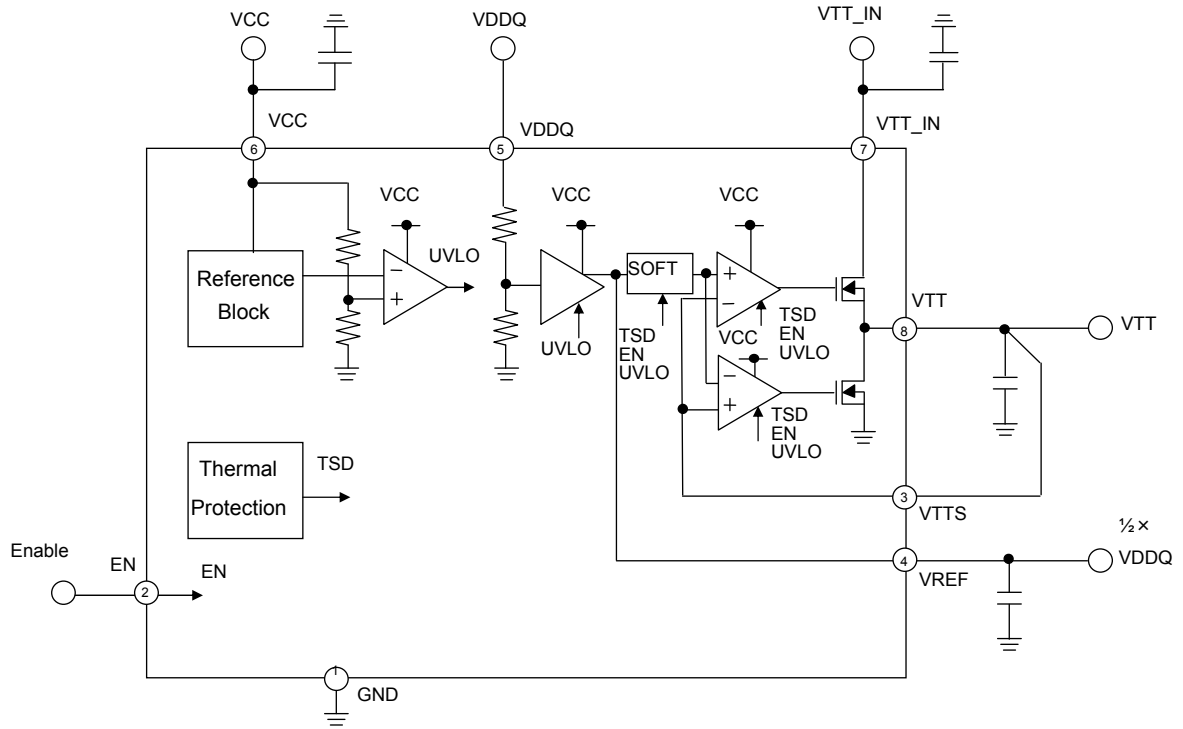 VCC
VDDQ
VTT_IN
VCC
VDDQ
VTT_IN
6
5
7
VCC
VCC
VCC
UVLO
SOFT
Reference
Block
−
+
+
−
VTT
UVLO
TSD
EN
UVLO
TSD
EN
UVLO
VCC
8
VTT
−
+
TSD
EN
UVLO
Thermal
Protection
TSD
3
VTTS
½ ×
VDDQ
Enable
EN
EN
4
VREF
2
1
GND